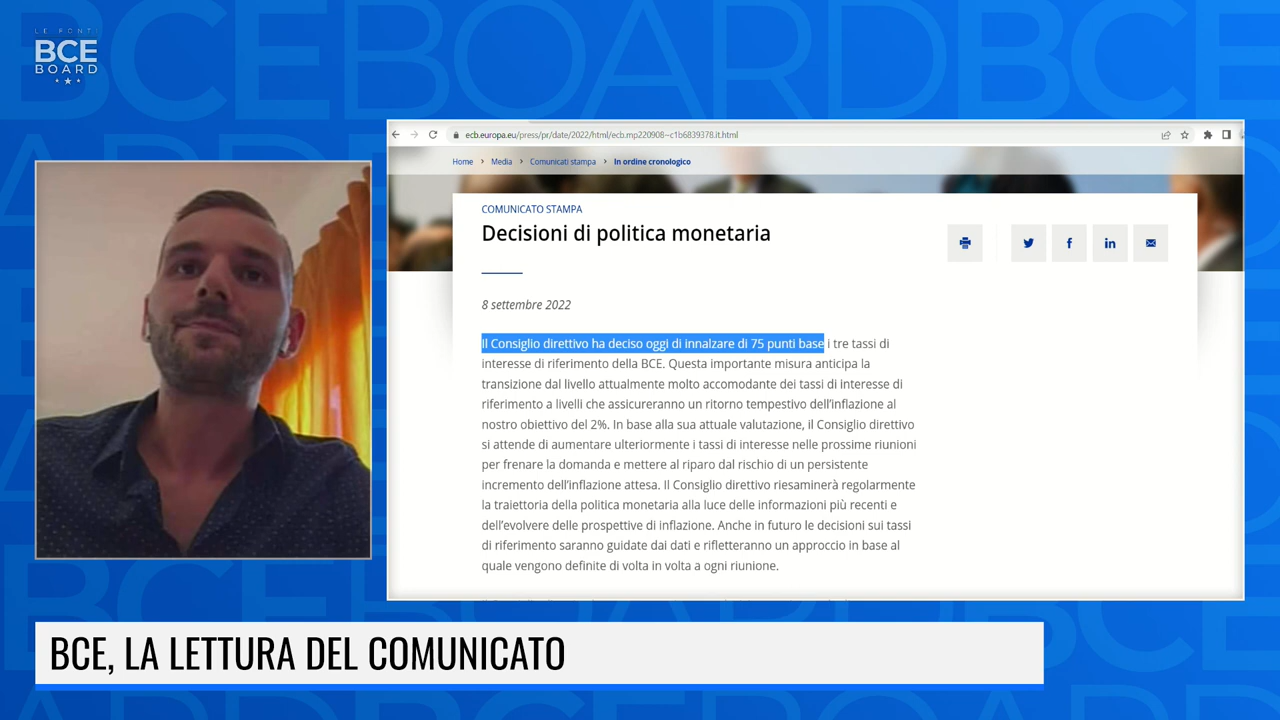 LE FONTI
BCE
BOARD
BCEBOARDBCE
ecb.europa.eu/press/pr/date/2022/html/ecb.mp220908~c1b6839378.it.html
Home > Media > Comunicati stampa > In ordine cronologico
COMUNICATO STAMPA
Decisioni di politica monetaria
8 settembre 2022
Il Consiglio direttivo ha deciso oggi di innalzare di 75 punti base i tre tassi di
interesse di riferimento della BCE. Questa importante misura anticipa la
transizione dal livello attualmente molto accomodante dei tassi di interesse di
riferimento a livelli che assicureranno un ritorno tempestivo dell'inflazione al
nostro obiettivo del 2%. In base alla sua attuale valutazione, il Consiglio direttivo
si attende di aumentare ulteriormente i tassi di interesse nelle prossime riunioni
per frenare la domanda e mettere al riparo dal rischio di un persistente
incremento dell'inflazione attesa. Il Consiglio direttivo riesaminerà regolarmente
la traiettoria della politica monetaria alla luce delle informazioni più recenti e
dell'evolvere delle prospettive di inflazione. Anche in futuro le decisioni sui tassi
di riferimento saranno guidate dai dati e rifletteranno un approccio in base al
quale vengono definite di volta in volta a ogni riunione.
BCE, LA LETTURA DEL COMUNICATO